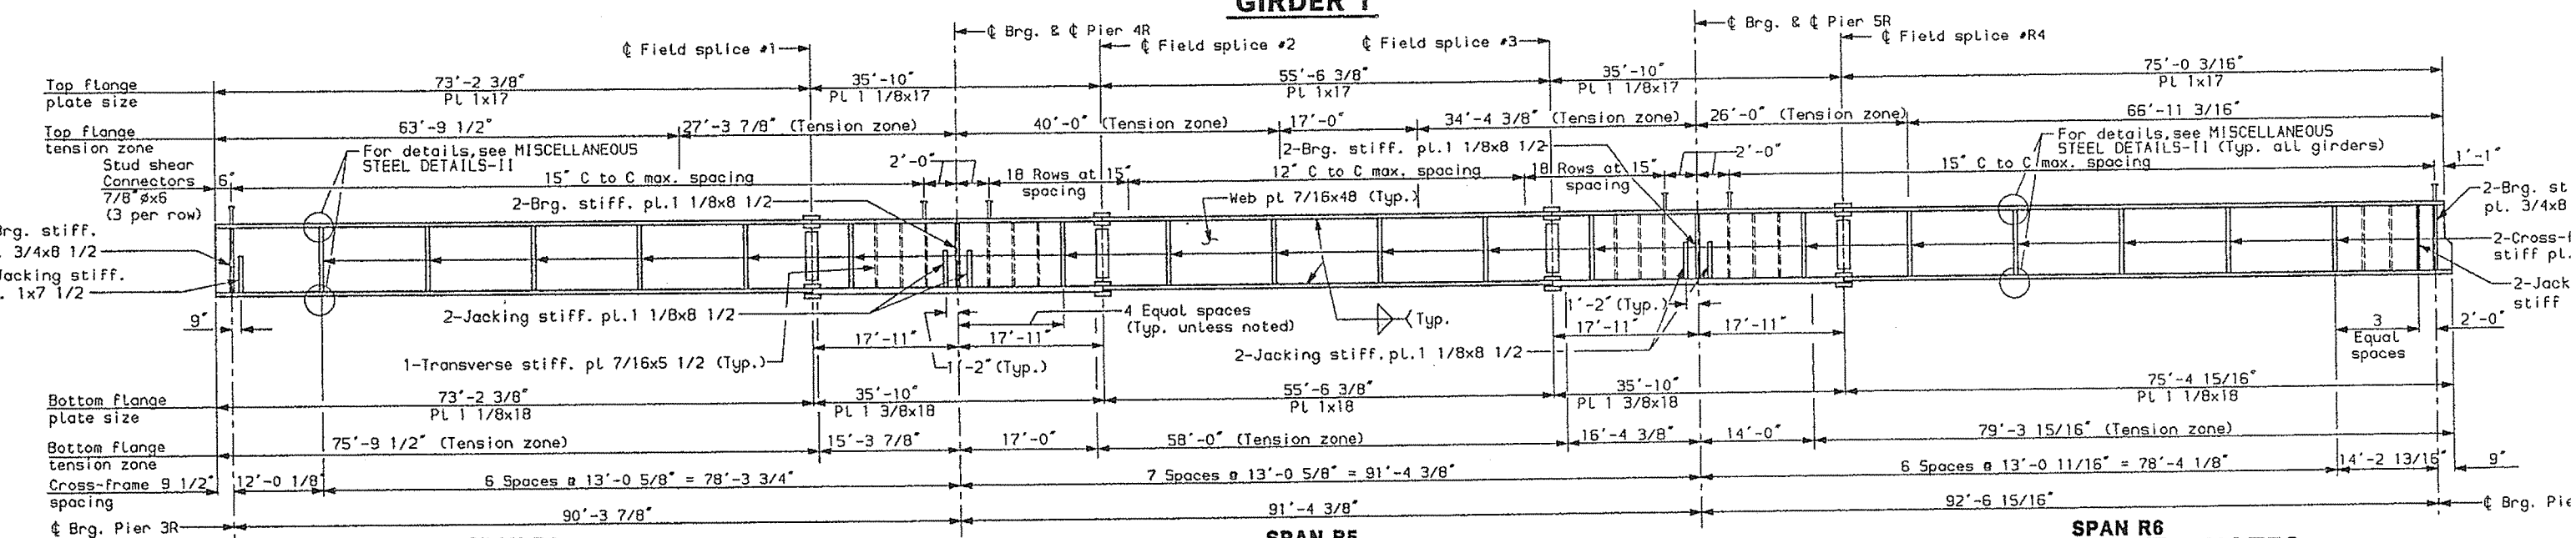 GIRDER 1
℄ Brg. & ℄ Pier 4R
℄ Brg. & ℄ Pier 5R
℄ Field splice #1
℄ Field splice #2
℄ Field splice #3
℄ Field splice #R4
Top flange
plate size
73'-2 3/8"
Pl 1x17
35'-10"
Pl 1 1/8x17
55'-6 3/8"
Pl 1x17
35'-10"
Pl 1 1/8x17
75'-0 3/16"
Pl 1x17
Top flange
tension zone
63'-9 1/2"
27'-3 7/8" (Tension zone)
40'-0" (Tension zone)
17'-0"
34'-4 3/8" (Tension zone)
26'-0" (Tension zone)
66'-11 3/16"
For details,see MISCELLANEOUS
STEEL DETAILS-II
2-Brg. stiff. pl.1 1/8x8 1/2
For details,see MISCELLANEOUS
STEEL DETAILS-II (Typ. all girders)
Stud shear
Connectors
7/8"øx6
(3 per row)
6"
15" C to C max. spacing
2'-0"
18 Rows at 15"
spacing
12" C to C max. spacing
18 Rows at 15"
spacing
2'-0"
15" C to C max. spacing
1'-1"
2-Brg. stiff. pl.1 1/8x8 1/2
Web pl 7/16x48 (Typ.)
2-Brg. st
pl. 3/4x8
Brg. stiff.
. 3/4x8 1/2
Jacking stiff.
. 1x7 1/2
2-Cross-f
stiff pl.
2-Jack
stiff
9"
2-Jacking stiff. pl.1 1/8x8 1/2
4 Equal spaces
(Typ. unless noted)
Typ.
1'-2"(Typ.)
17'-11"
17'-11"
17'-11"
17'-11"
3
Equal
spaces
2'-0"
1-Transverse stiff. pl 7/16x5 1/2 (Typ.)
1'-2"(Typ.)
2-Jacking stiff. pl.1 1/8x8 1/2
Bottom flange
plate size
73'-2 3/8"
Pl 1 1/8x18
35'-10"
Pl 1 3/8x18
55'-6 3/8"
Pl 1x18
35'-10"
Pl 1 3/8x18
75'-4 15/16"
Pl 1 1/8x18
Bottom flange
tension zone
75'-9 1/2" (Tension zone)
15'-3 7/8"
17'-0"
58'-0" (Tension zone)
16'-4 3/8"
14'-0"
79'-3 15/16" (Tension zone)
Cross-frame
spacing
9 1/2"
12'-0 1/8"
6 Spaces @ 13'-0 5/8" = 78'-3 3/4"
7 Spaces @ 13'-0 5/8" = 91'-4 3/8"
6 Spaces @ 13'-0 11/16" = 78'-4 1/8"
14'-2 13/16"
9"
℄ Brg. Pier 3R
90'-3 7/8"
91'-4 3/8"
92'-6 15/16"
℄ Brg. Pie
SPAN R5
SPAN R6